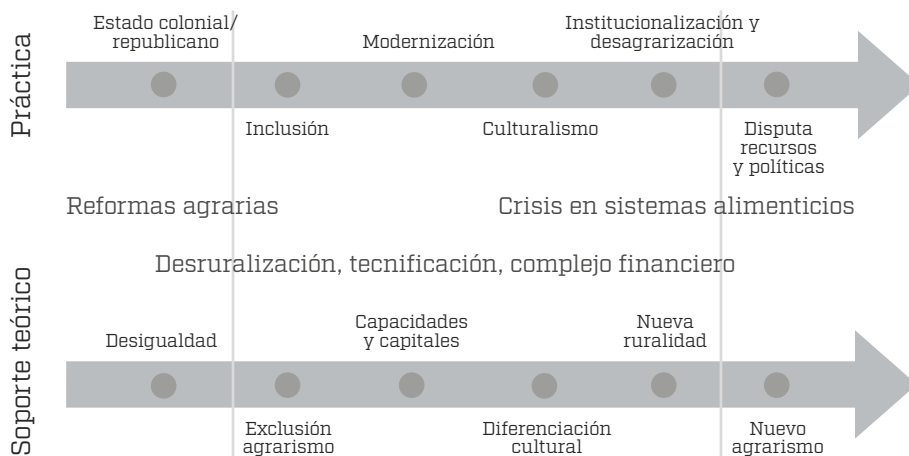 Práctica
Estado colonial/
republicano
Inclusión
Modernización
Culturalismo
Institucionalización y
desagrarización
Disputa
recursos
y políticas
Reformas agrarias
Crisis en sistemas alimenticios
Desruralización, tecnificación, complejo financiero
Soporte teórico
Desigualdad
Exclusión
agrarismo
Capacidades
y capitales
Diferenciación
cultural
Nueva
ruralidad
Nuevo
agrarismo